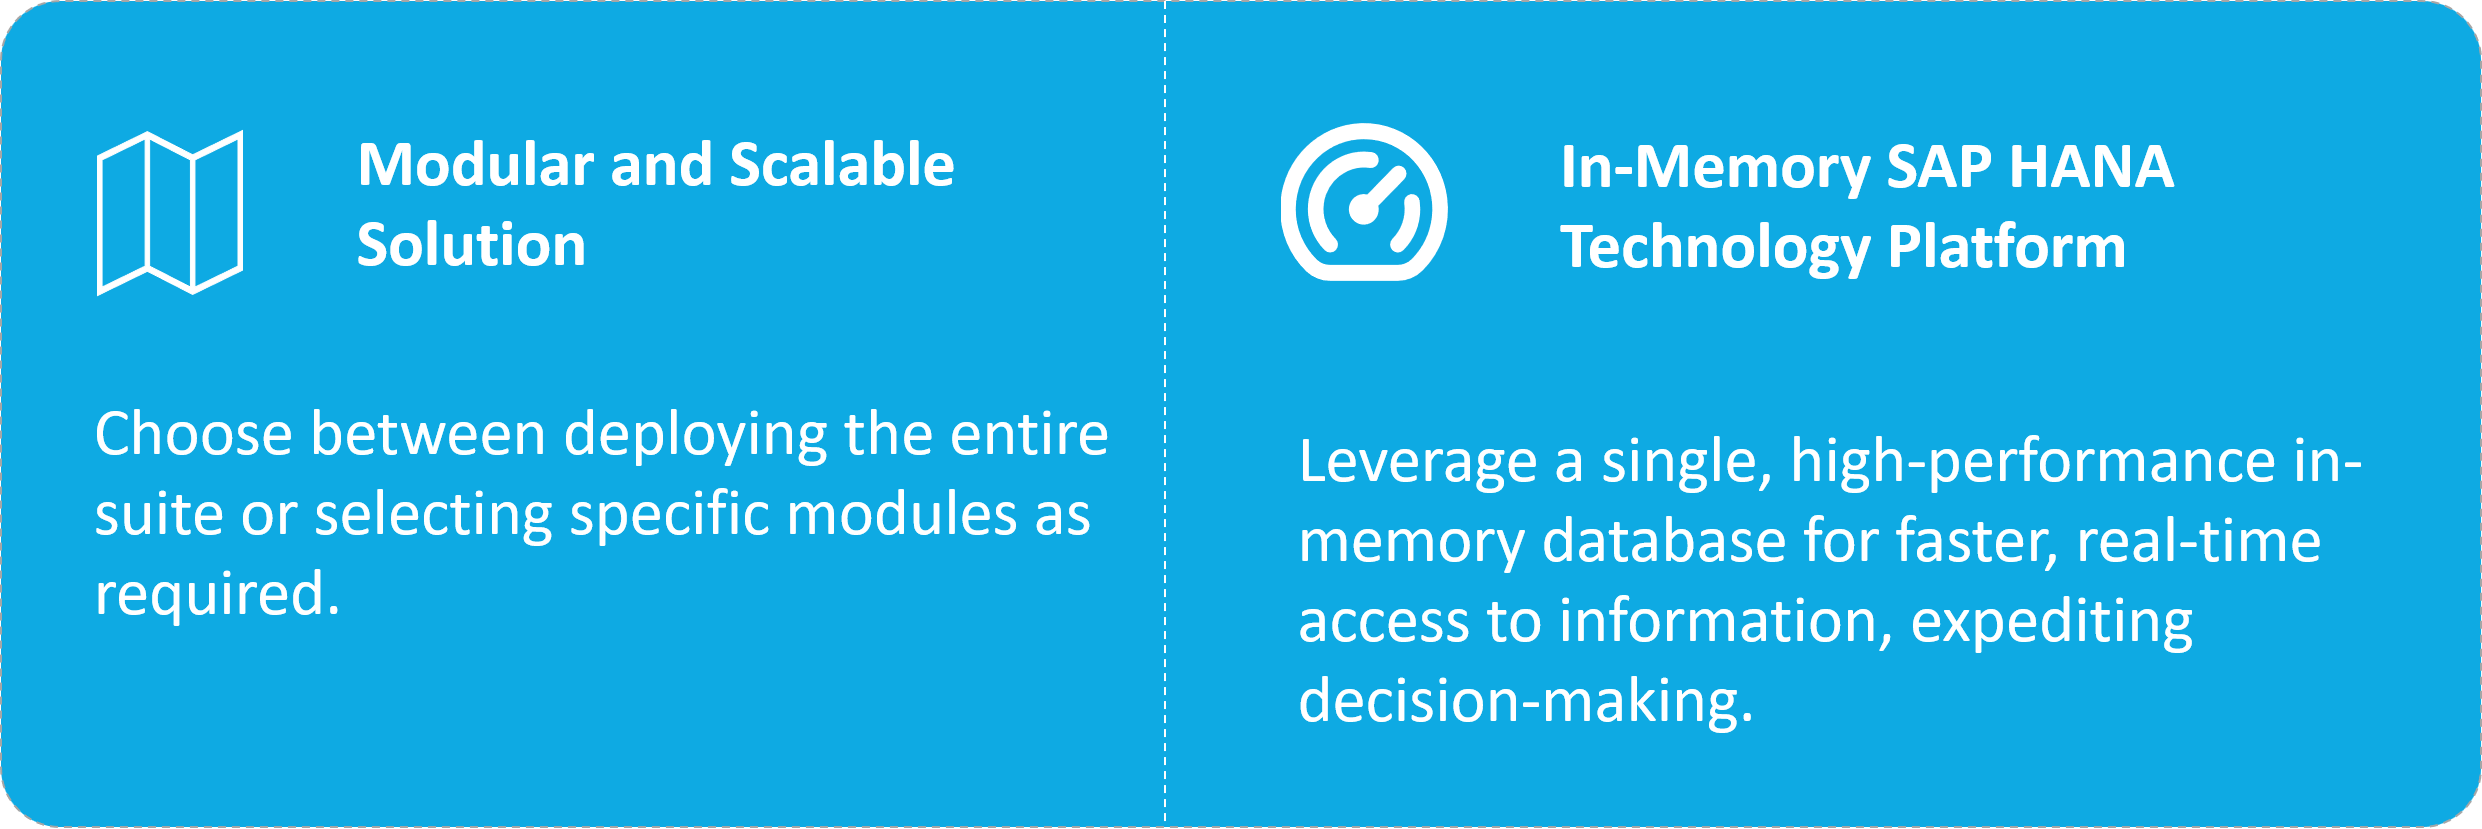 Modular and Scalable
Solution
Choose between deploying the entire
suite or selecting specific modules as
required.
In-Memory SAP HANA
Technology Platform
Leverage a single, high-performance in-
memory database for faster, real-time
access to information, expediting
decision-making.